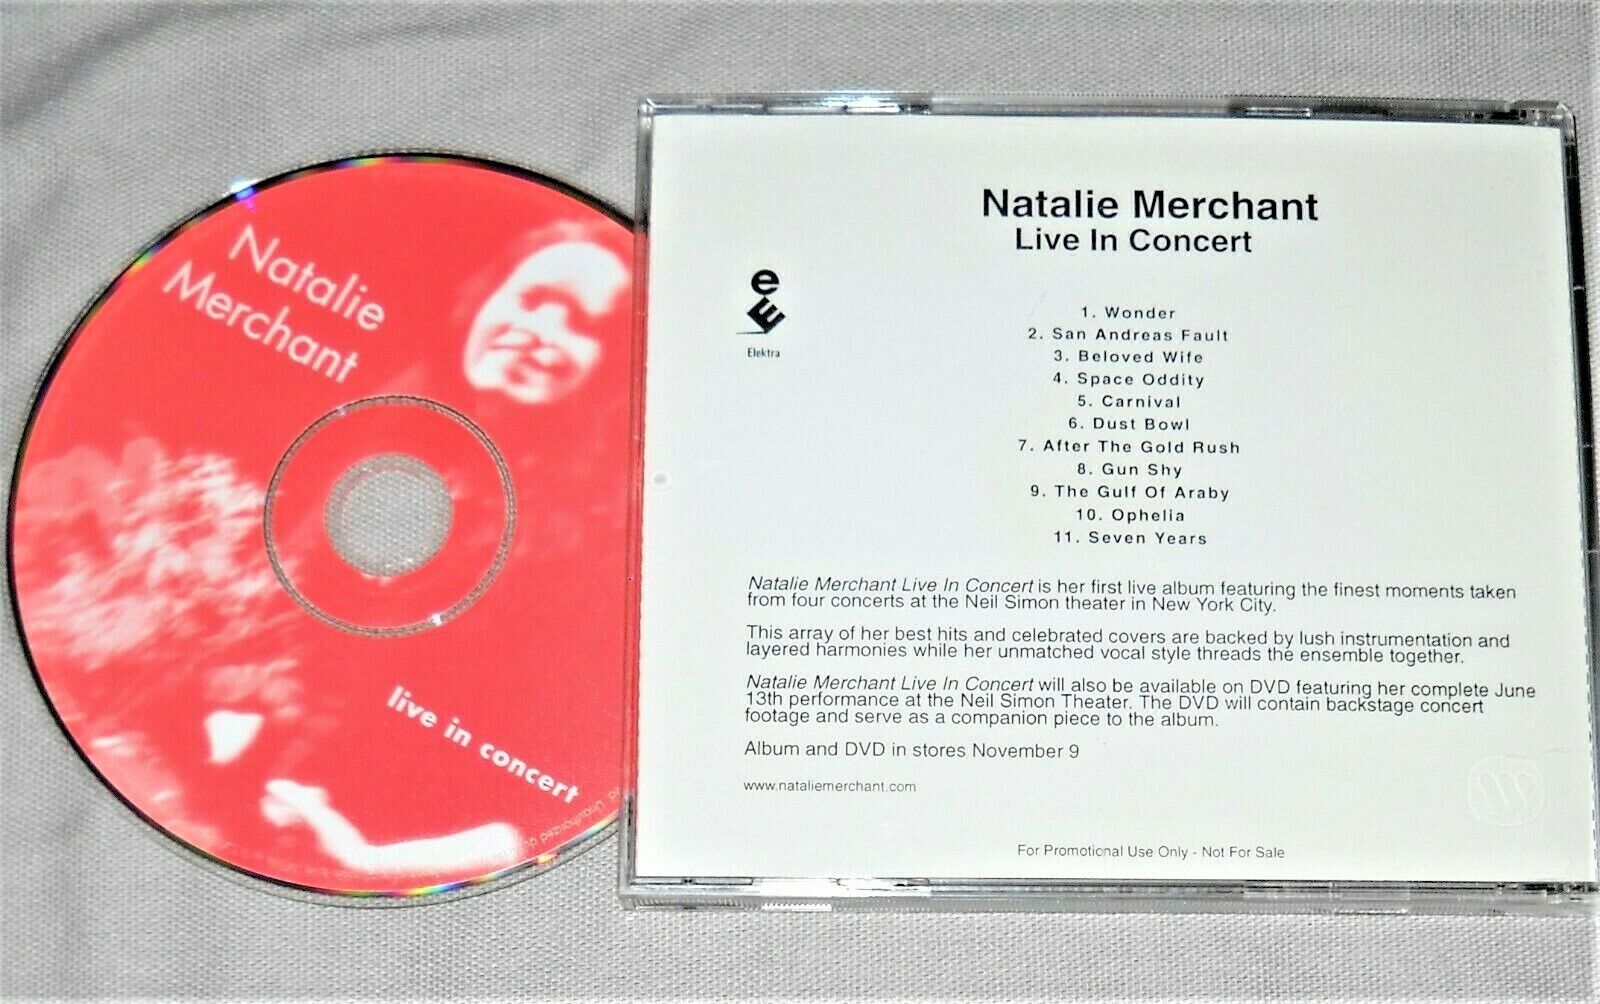 Natalie
Merchant
live in concert
Unauthorized
Natalie Merchant
Live In Concert
e
E
Elektra
1. Wonder
2. San Andreas Fault
3. Beloved Wife
4. Space Oddity
5. Carnival
6. Dust Bowl
7. After The Gold Rush
8. Gun Shy
9. The Gulf Of Araby
10. Ophelia
11. Seven Years
Natalie Merchant Live In Concert is her first live album featuring the finest moments taken
from four concerts at the Neil Simon theater in New York City.
This array of her best hits and celebrated covers are backed by lush instrumentation and
layered harmonies while her unmatched vocal style threads the ensemble together.
Natalie Merchant Live In Concert will also be available on DVD featuring her complete June
13th performance at the Neil Simon Theater. The DVD will contain backstage concert
footage and serve as a companion piece to the album.
Album and DVD in stores November 9
www.nataliemerchant.com
For Promotional Use Only - Not For Sale